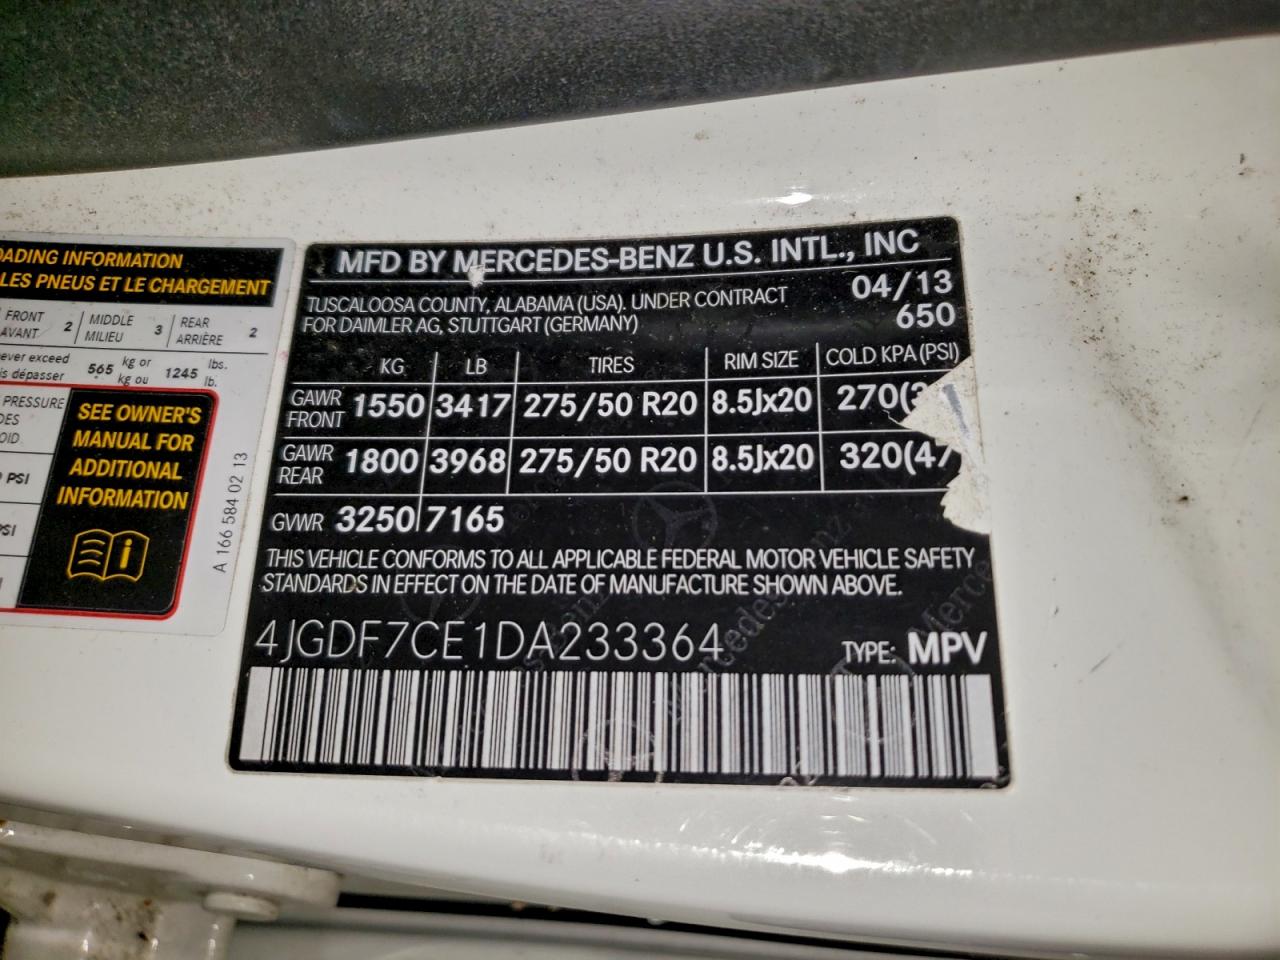 OADING INFORMATION
LES PNEUS ET LE CHARGEMENT
FRONT
AVANT
2
MIDDLE
MILIEU
3
REAR
ARRIÈRE
2
ever exceed
is dépasser
565
kg or
kg ou
1245
lbs.
lb.
PRESSURE
DES
OID
PSI
PSI
SEE OWNER'S
MANUAL FOR
ADDITIONAL
INFORMATION
i
A 166 584 02 13
MFD BY MERCEDES-BENZ U.S. INTL., INC
TUSCALOOSA COUNTY, ALABAMA (USA). UNDER CONTRACT
FOR DAIMLER AG, STUTTGART (GERMANY)
04/13
650
KG LB TIRES RIM SIZE COLD KPA (PSI)
GAWR FRONT 1550 3417 275/50 R20 8.5Jx20 270(
GAWR REAR 1800 3968 275/50 R20 8.5Jx20 320(47
GVWR 3250 7165
THIS VEHICLE CONFORMS TO ALL APPLICABLE FEDERAL MOTOR VEHICLE SAFETY
STANDARDS IN EFFECT ON THE DATE OF MANUFACTURE SHOWN ABOVE.
4JGDF7CE1DA233364 TYPE: MPV